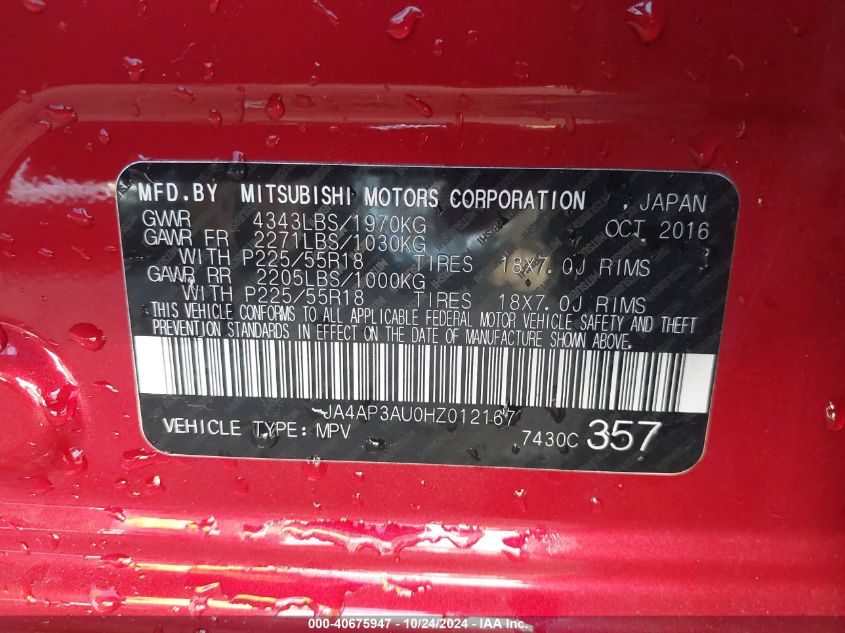 MFD.BY MITSUBISHI MOTORS CORPORATION , JAPAN
GVWR 4343LBS/1970KG OCT 2016
GAWR FR 2271LBS/1030KG
WITH P225/55R18 TIRES 18X7.0J RIMS
GAWR RR 2205LBS/1000KG
WITH P225/55R18 TIRES 18X7.0J RIMS
THIS VEHICLE CONFORMS TO ALL APPLICABLE FEDERAL MOTOR VEHICLE SAFETY AND THEFT
PREVENTION STANDARDS IN EFFECT ON THE DATE OF MANUFACTURE SHOWN ABOVE.
JA4AP3AU0HZ012167
VEHICLE TYPE: MPV 7430C 357
000-40675947 - 10/24/2024 - IAA Inc.